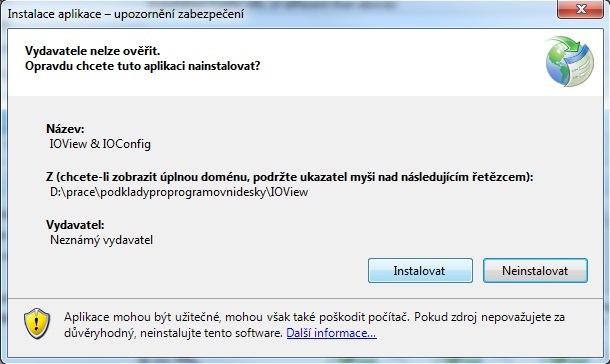 Instalace aplikace – upozornění zabezpečení
Vydavatele nelze ověřit.
Opravdu chcete tuto aplikaci nainstalovat?
Název:
IOView & IOConfig
Z (chcete-li zobrazit úplnou doménu, podržte ukazatel myši nad následujícím řetězcem):
D:\prace\podkladyproprogramovnidesky\IOView
Vydavatel:
Neznámý vydavatel
Instalovat
Neinstalovat
Aplikace mohou být užitečné, mohou však také poškodit počítač. Pokud zdroj nepovažujete za
důvěryhodný, neinstalujte tento software. Další informace...